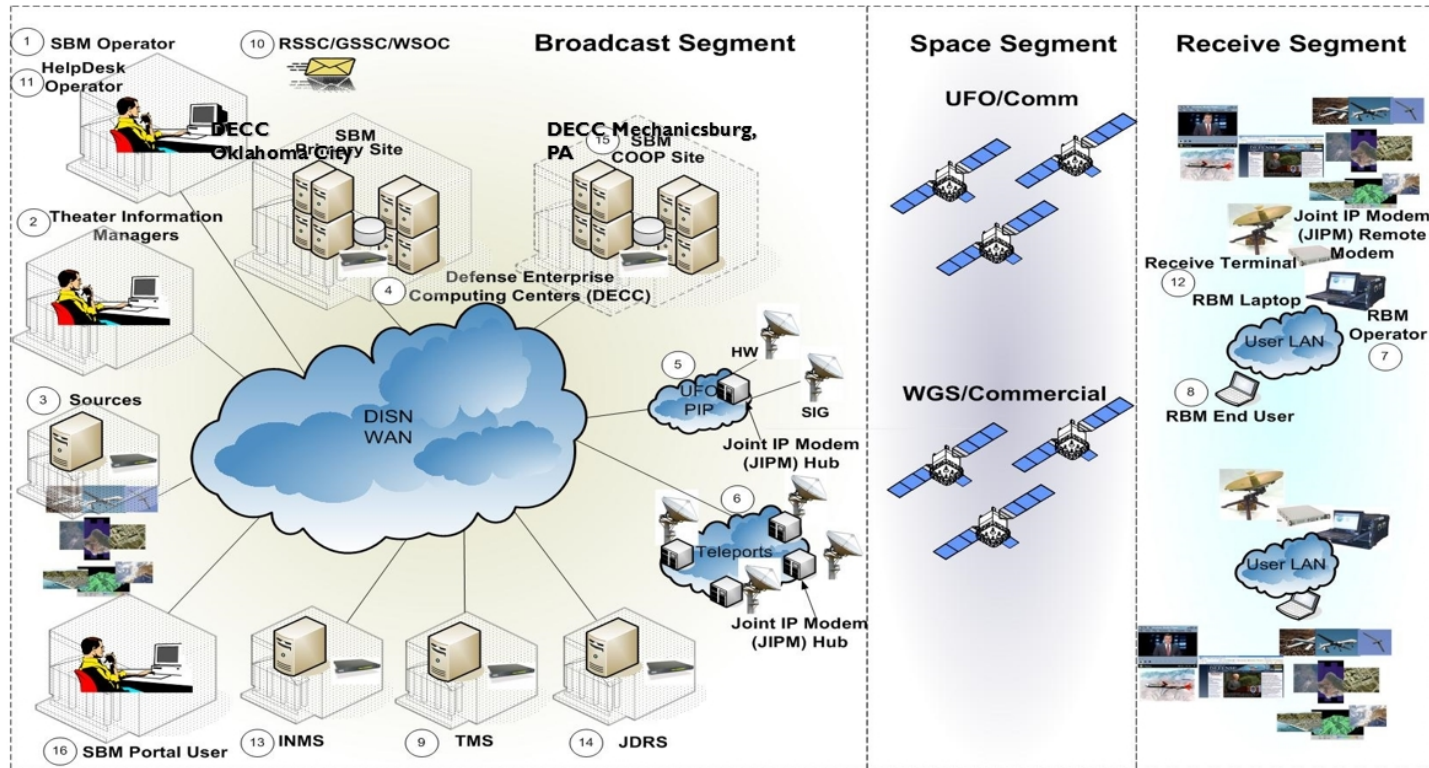 Broadcast Segment
Space Segment
Receive Segment
1
SBM Operator
11
HelpDesk
Operator
10
RSSC/GSSC/WSOC
DECC
Oklahoma City
SBM
Primary Site
DECC Mechanicsburg,
PA
15
SBM
COOP Site
2
Theater Information
Managers
4
Defense Enterprise
Computing Centers (DECC)
3
Sources
DISN
WAN
5
UFO
PIP
HW
SIG
Joint IP Modem
(JIPM) Hub
6
Teleports
Joint IP Modem
(JIPM) Hub
16
SBM Portal User
13
INMS
9
TMS
14
JDRS
UFO/Comm
WGS/Commercial
Joint IP Modem
(JIPM) Remote
Modem
Receive Terminal
12
RBM Laptop
RBM
Operator
7
User LAN
8
RBM End User
User LAN